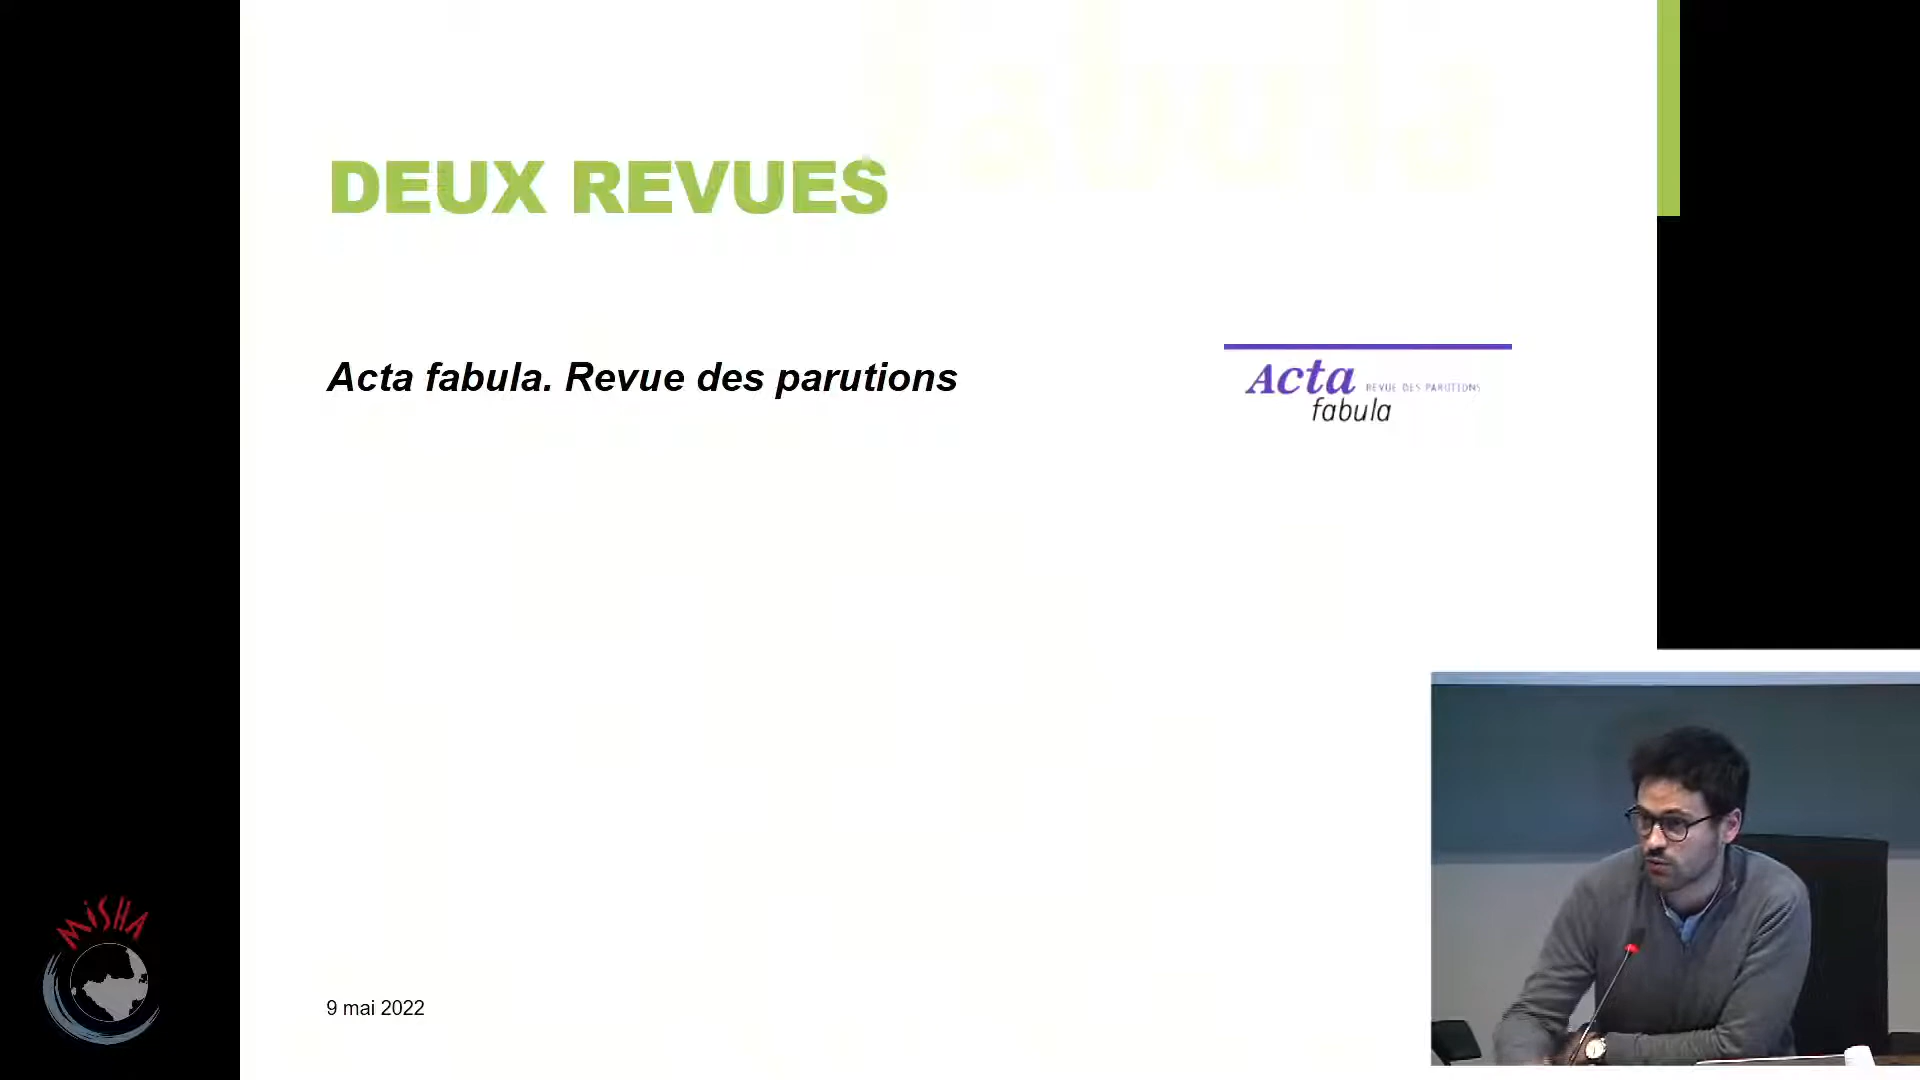 DEUX REVUES
Acta fabula. Revue des parutions
Acta REVUE DES PARUTIONS
fabula
MISHA
9 mai 2022